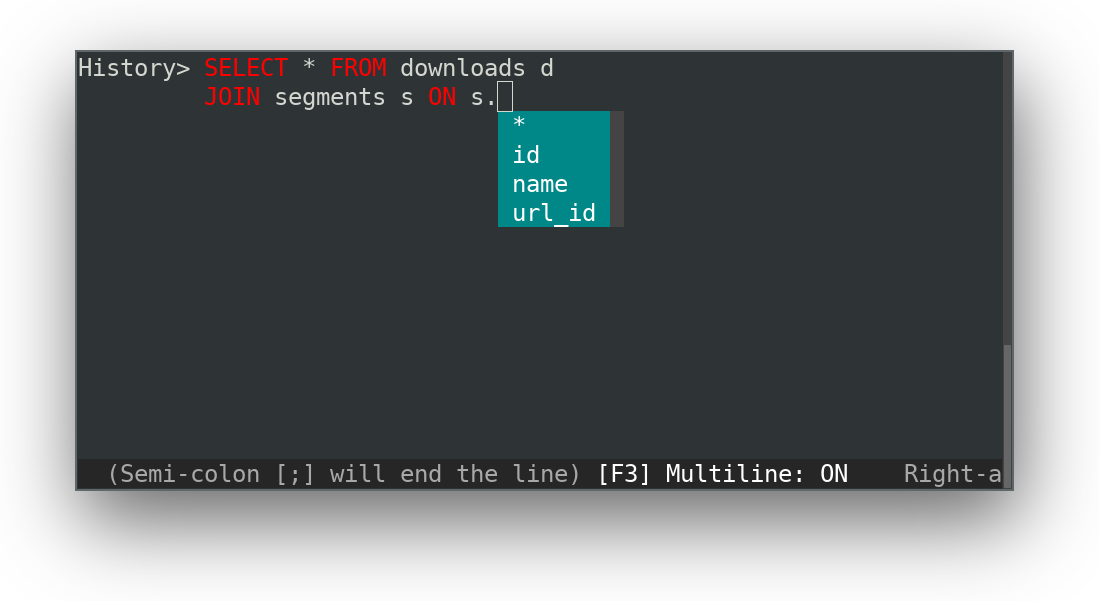 History> SELECT * FROM downloads d
JOIN segments s ON s.
*
id
name
url_id
(Semi-colon [;] will end the line) [F3] Multiline: ON Right-a